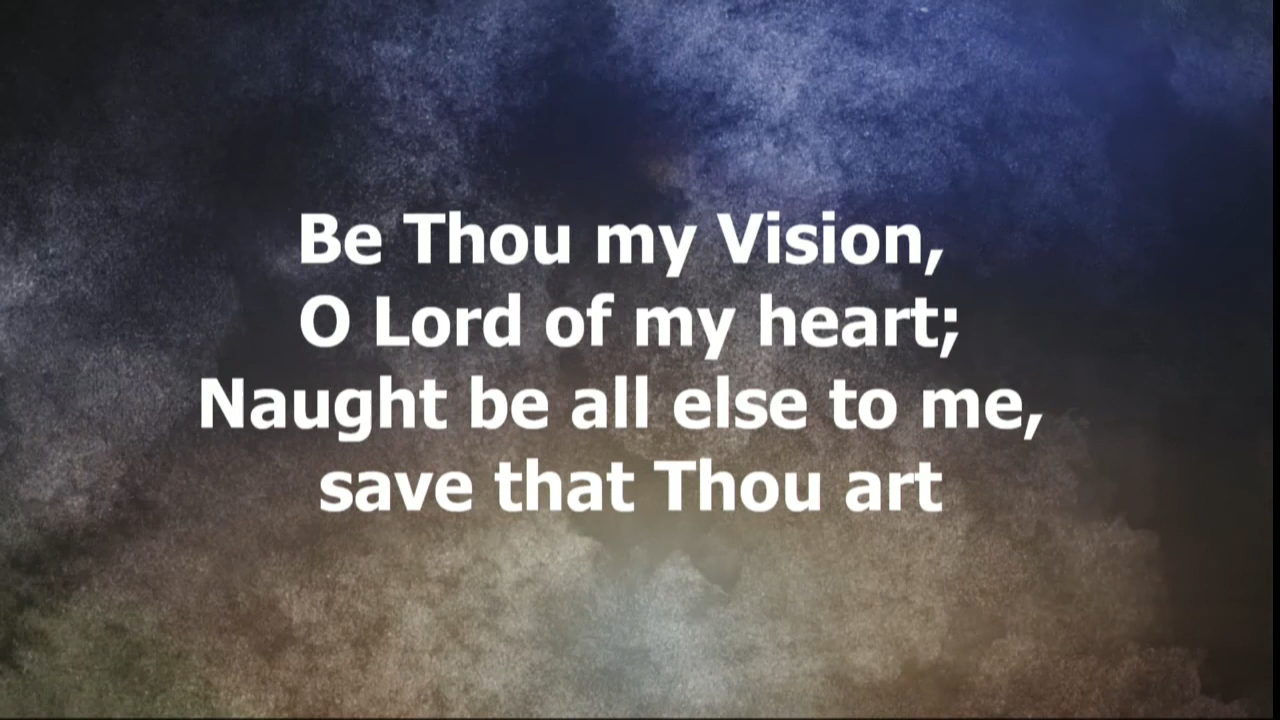 Be Thou my Vision,
O Lord of my heart;
Naught be all else to me,
save that Thou art